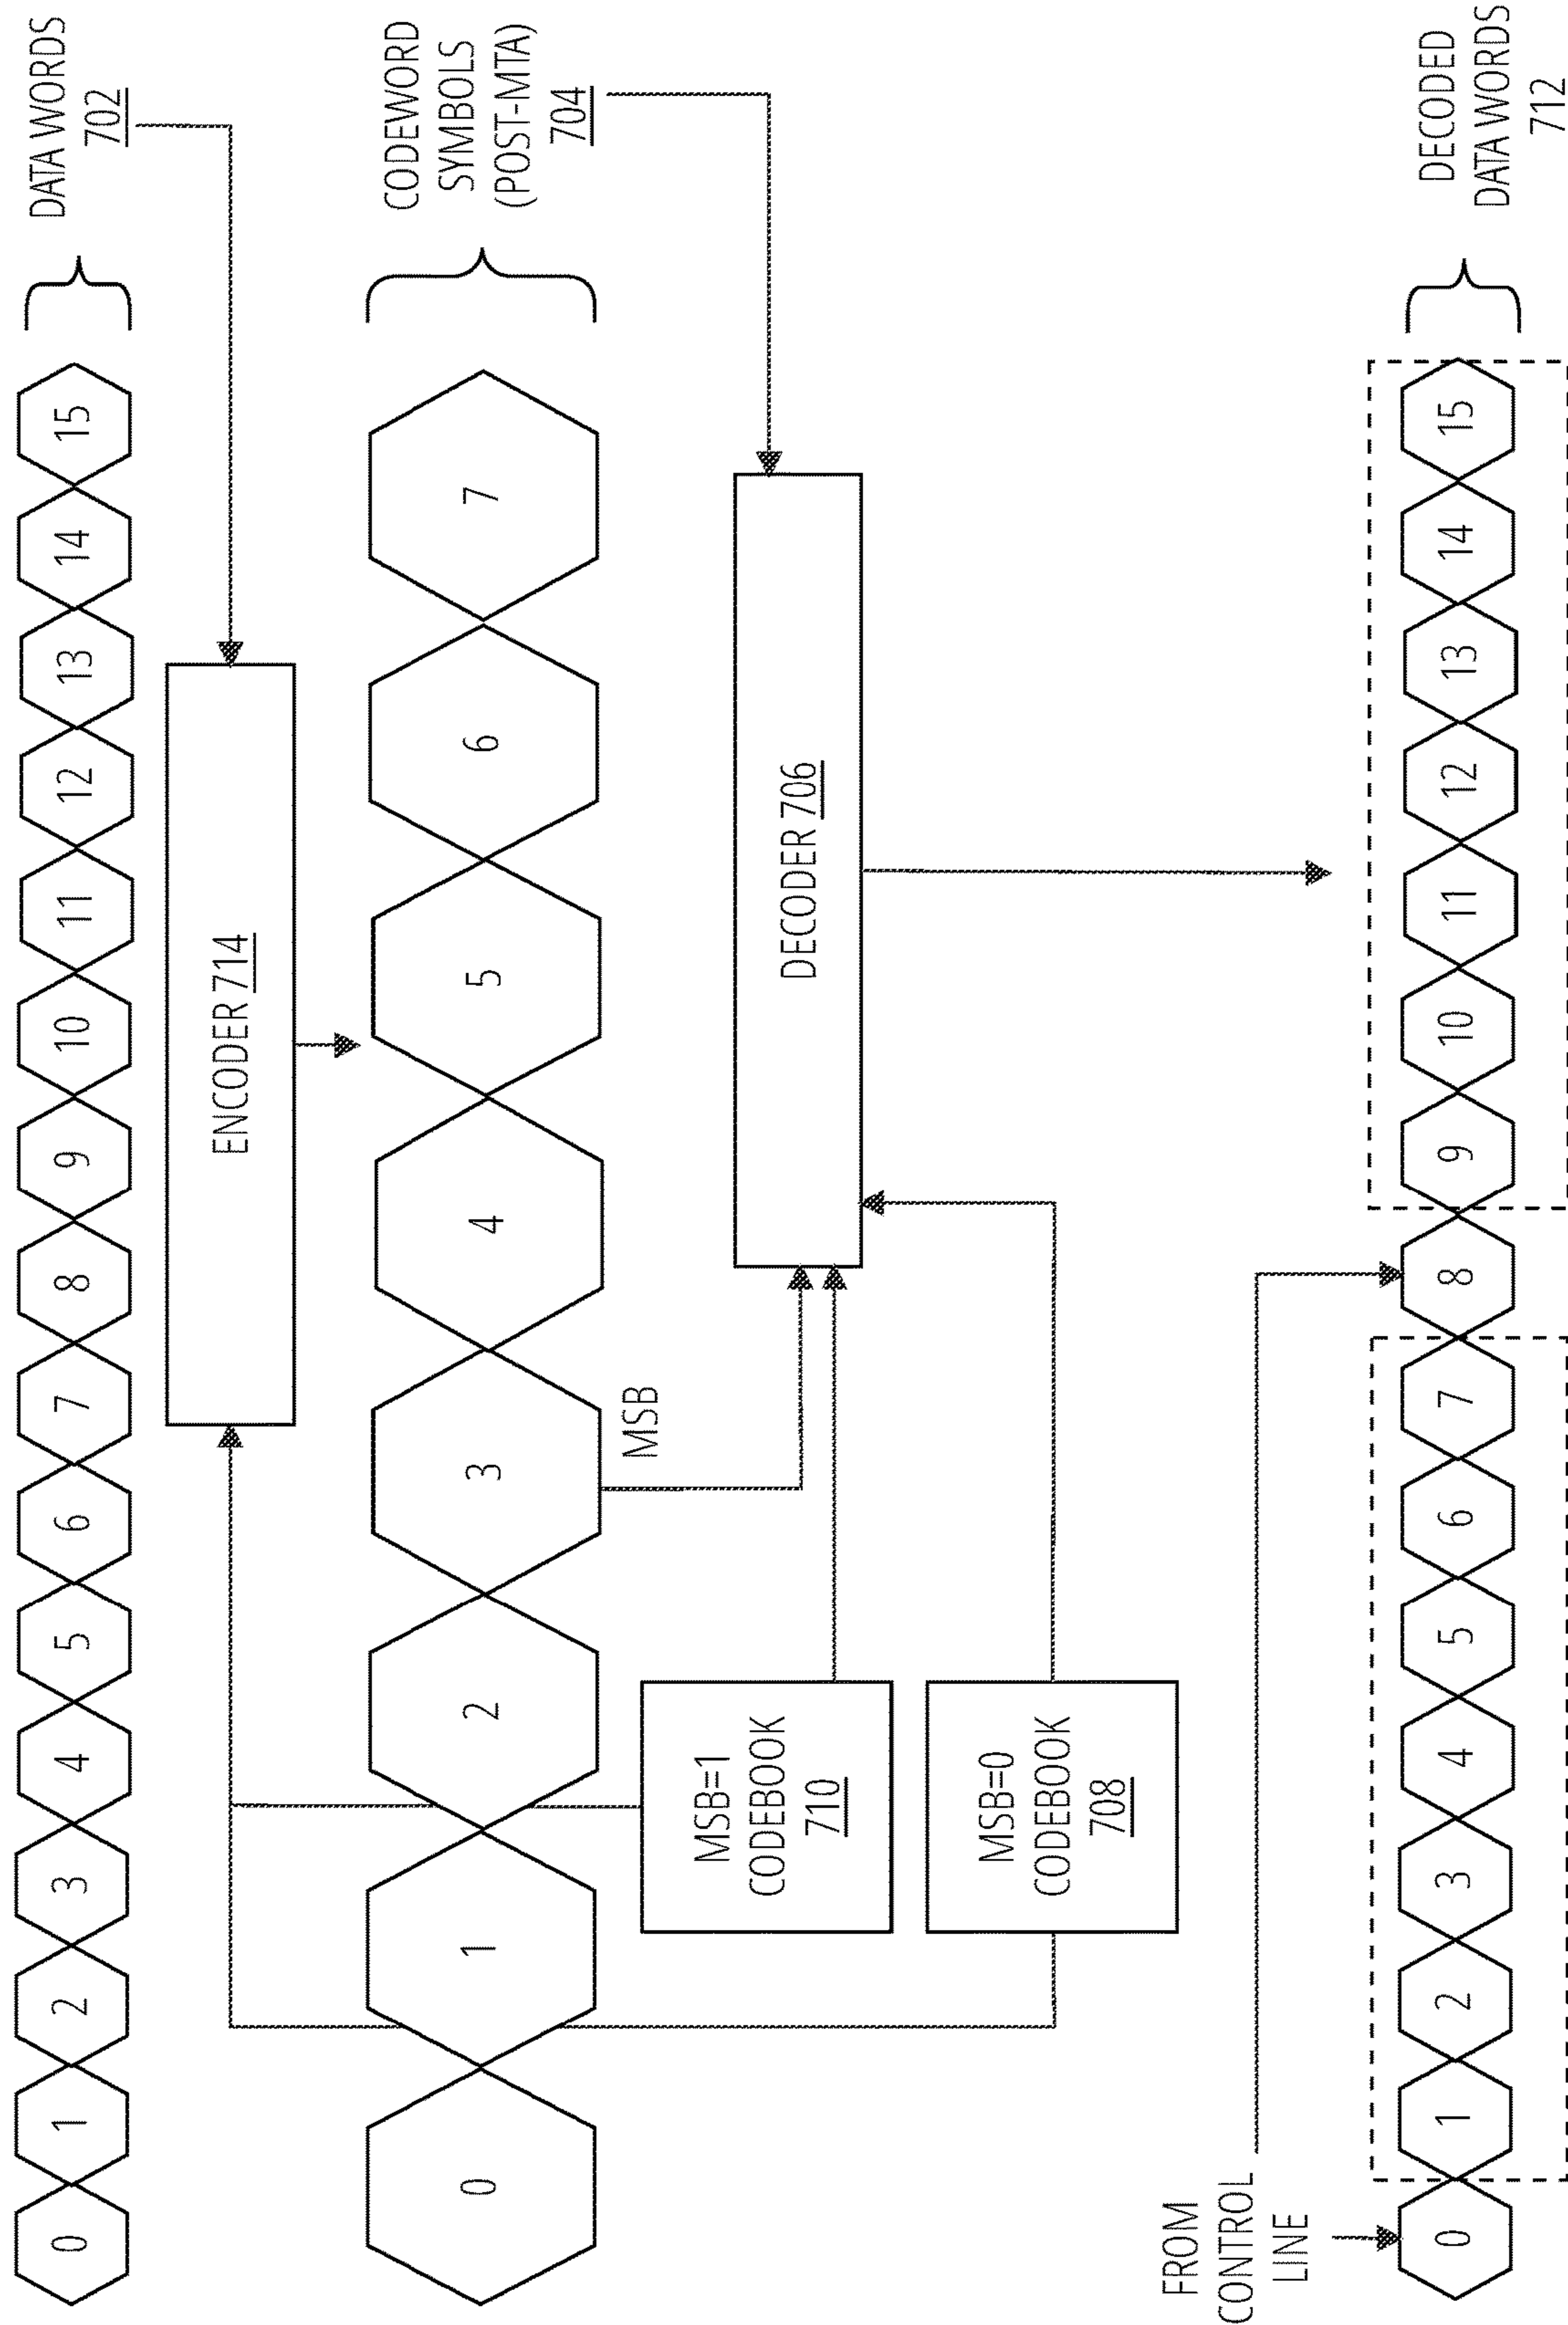 0 1 2 3 4 5 6 7 8 9 10 11 12 13 14 15
DATA WORDS
702
ENCODER 714
0 1 2 3 4 5 6 7
CODEWORD
SYMBOLS
(POST-MTA)
704
MSB
MSB=1
CODEBOOK
710
DECODER 706
MSB=0
CODEBOOK
708
FROM
CONTROL
LINE
0 1 2 3 4 5 6 7 8 9 10 11 12 13 14 15
DECODED
DATA WORDS
712